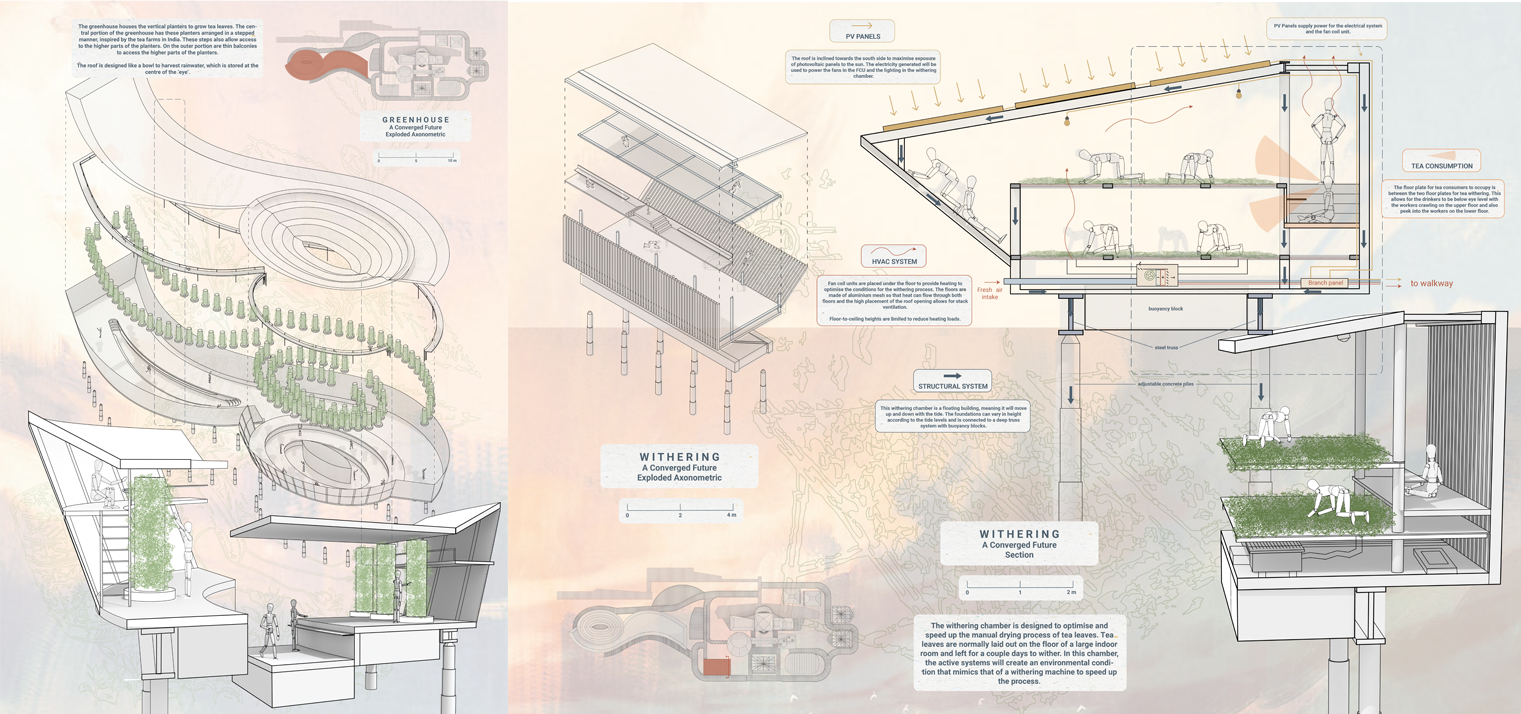 The greenhouse houses the vertical planters to grow tea leaves. The cen-
tral portion of the greenhouse has these planters arranged in a stepped
manner, inspired by the tea farms in India. These steps also allow access
to the higher parts of the planters. On the outer portion are thin balconies
to access the higher parts of the planters.
The roof is designed like a bowl to harvest rainwater, which is stored at the
centre of the 'eye'.
GREENHOUSE
A Converged Future
Exploded Axonometric
0 5 10 m
PV PANELS
The roof is inclined towards the south side to maximise exposure
of photovoltaic panels to the sun. The electricity generated will be
used to power the fans in the FCU and the lighting in the withering
chamber.
PV Panels supply power for the electrical system
and the fan coil unit.
TEA CONSUMPTION
The floor plate for tea consumers to occupy is
between the two floor plates for tea withering. This
allows for the drinkers to be below eye level with
the workers crawling on the upper floor and also
peek into the workers on the lower floor.
HVAC SYSTEM
Fan coil units are placed under the floor to provide heating to
optimise the conditions for the withering process. The floors are
made of aluminium mesh so that heat can flow through both
floors and the high placement of the roof opening allows for stack
ventilation.
Floor-to-ceiling heights are limited to reduce heating loads.
Fresh air
intake
Branch panel
to walkway
buoyancy block
steel truss
adjustable concrete piles
STRUCTURAL SYSTEM
This withering chamber is a floating building, meaning it will move
up and down with the tide. The foundations can vary in height
according to the tide levels and is connected to a deep truss
system with buoyancy blocks.
WITHERING
A Converged Future
Exploded Axonometric
0 2 4 m
WITHERING
A Converged Future
Section
0 1 2 m
The withering chamber is designed to optimise and
speed up the manual drying process of tea leaves. Tea
leaves are normally laid out on the floor of a large indoor
room and left for a couple days to wither. In this chamber,
the active systems will create an environmental condi-
tion that mimics that of a withering machine to speed up
the process.